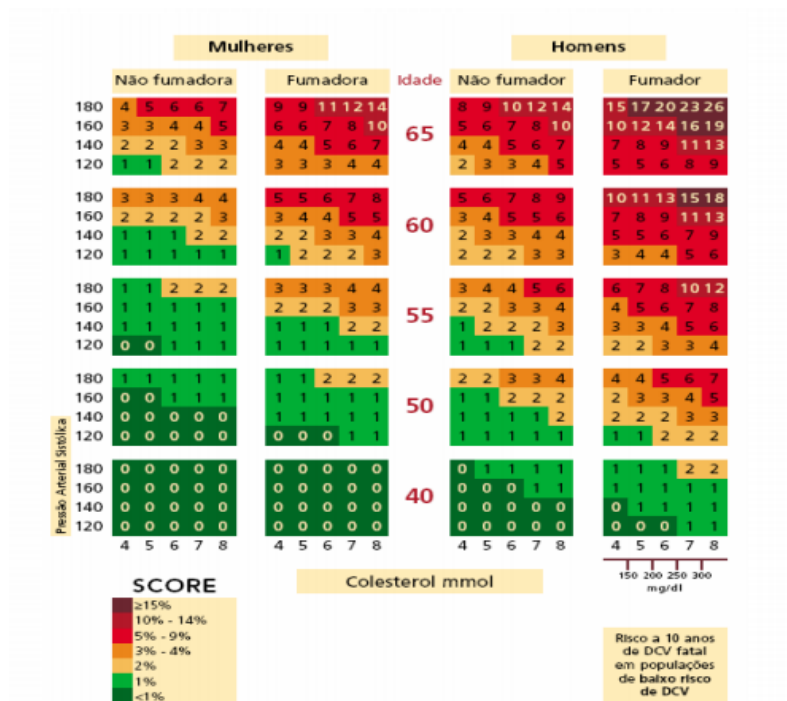 Mulheres Homens
Não fumadora Fumadora Idade Não fumador Fumador
180 4 5 6 6 7 9 9 11 12 14 8 9 10 12 14 15 17 20 23 26
160 3 3 4 4 5 6 6 7 8 10 65 5 6 7 8 10 10 12 14 16 19
140 2 2 2 3 3 4 4 5 6 7 4 4 5 6 7 7 8 9 11 13
120 1 1 2 2 2 3 3 3 4 4 2 3 3 4 5 5 5 6 8 9
180 3 3 3 4 4 5 5 6 7 8 5 6 7 8 9 10 11 13 15 18
160 2 2 2 2 3 3 4 4 5 5 60 3 4 5 5 6 7 8 9 11 13
140 1 1 1 2 2 2 2 3 3 4 2 3 3 4 4 5 6 7 9
120 1 1 1 1 1 1 2 2 2 3 2 2 2 3 3 3 4 4 5 6
180 1 1 2 2 2 3 3 3 4 4 3 4 4 5 6 6 7 8 10 12
160 1 1 1 1 1 2 2 2 3 3 55 2 2 3 3 4 4 5 6 7 8
140 1 1 1 1 1 1 1 1 2 2 1 2 2 2 3 3 3 4 5 6
120 0 0 1 1 1 1 1 1 1 1 1 1 1 2 2 2 2 3 3 4
180 1 1 1 1 1 1 1 2 2 2 2 2 3 3 4 4 4 5 6 7
160 0 0 1 1 1 1 1 1 1 1 50 1 1 2 2 2 2 3 3 4 5
140 0 0 0 0 0 1 1 1 1 1 1 1 1 1 2 2 2 2 3 3
120 0 0 0 0 0 0 0 0 1 1 1 1 1 1 1 1 1 2 2 2
180 0 0 0 0 0 0 0 0 0 0 0 1 1 1 1 1 1 1 2 2
160 0 0 0 0 0 0 0 0 0 0 40 0 0 0 1 1 1 1 1 1 1
140 0 0 0 0 0 0 0 0 0 0 0 0 0 0 0 0 1 1 1 1
120 0 0 0 0 0 0 0 0 0 0 0 0 0 0 0 0 0 0 1 1
Pressão Arterial Sistólica
4 5 6 7 8 4 5 6 7 8 4 5 6 7 8 4 5 6 7 8
150 200 250 300
mg/dl
Colesterol mmol
SCORE
≥15%
10% - 14%
5% - 9%
3% - 4%
2%
1%
<1%
Risco a 10 anos
de DCV fatal
em populações
de baixo risco
de DCV